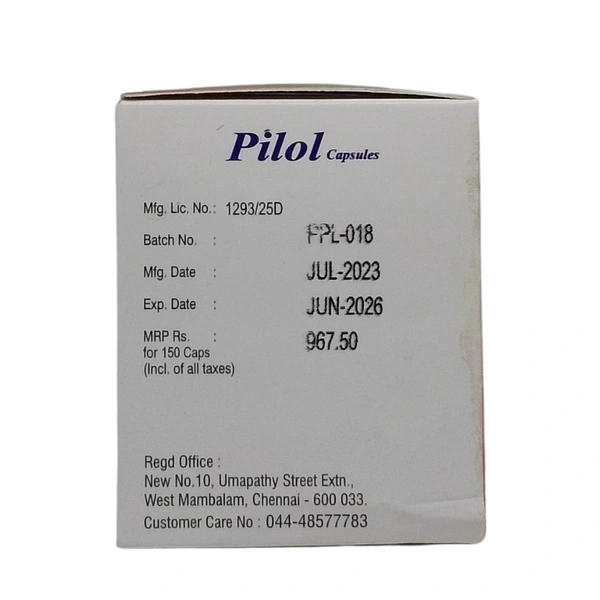 Pilol Capsules
Mfg. Lic. No.: 1293/25D
Batch No. : PPL-018
Mfg. Date : JUL-2023
Exp. Date : JUN-2026
MRP Rs. : 967.50
for 150 Caps
(Incl. of all taxes)
Regd Office :
New No.10, Umapathy Street Extn.,
West Mambalam, Chennai - 600 033.
Customer Care No : 044-48577783